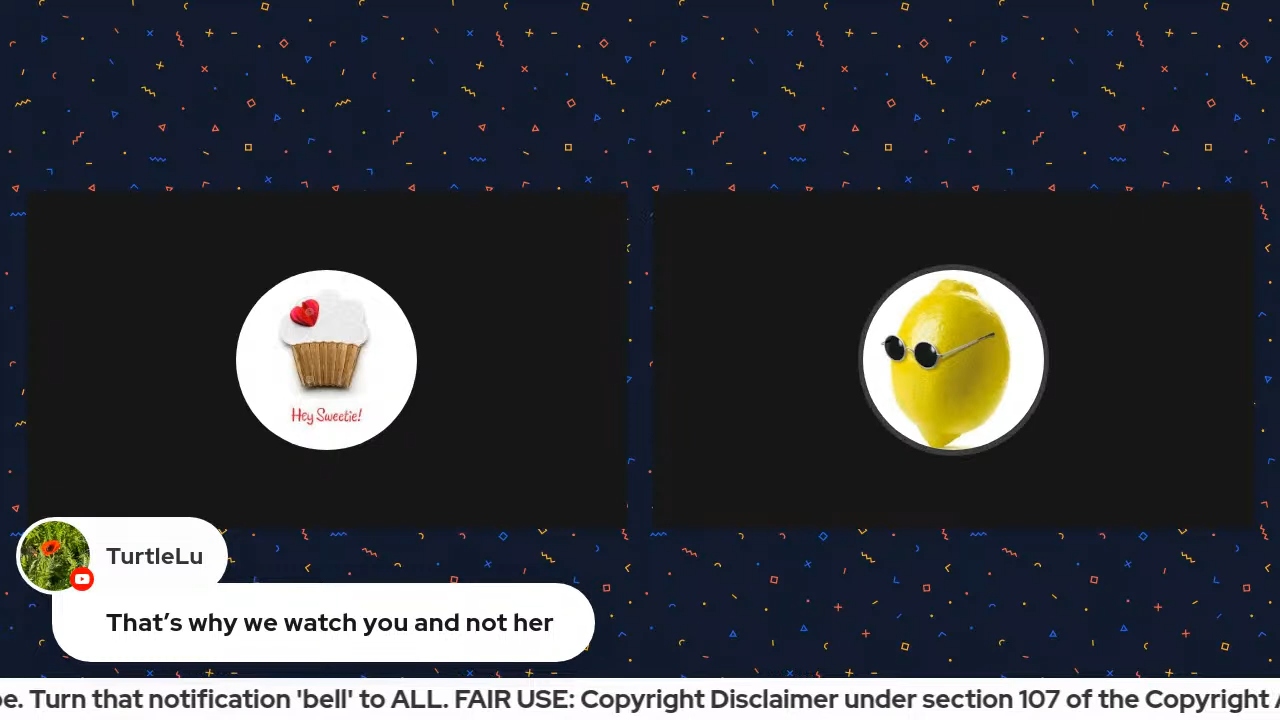 Hey Sweetie!
TurtleLu
That's why we watch you and not her
. Turn that notification 'bell' to ALL. FAIR USE: Copyright Disclaimer under section 107 of the Copyright